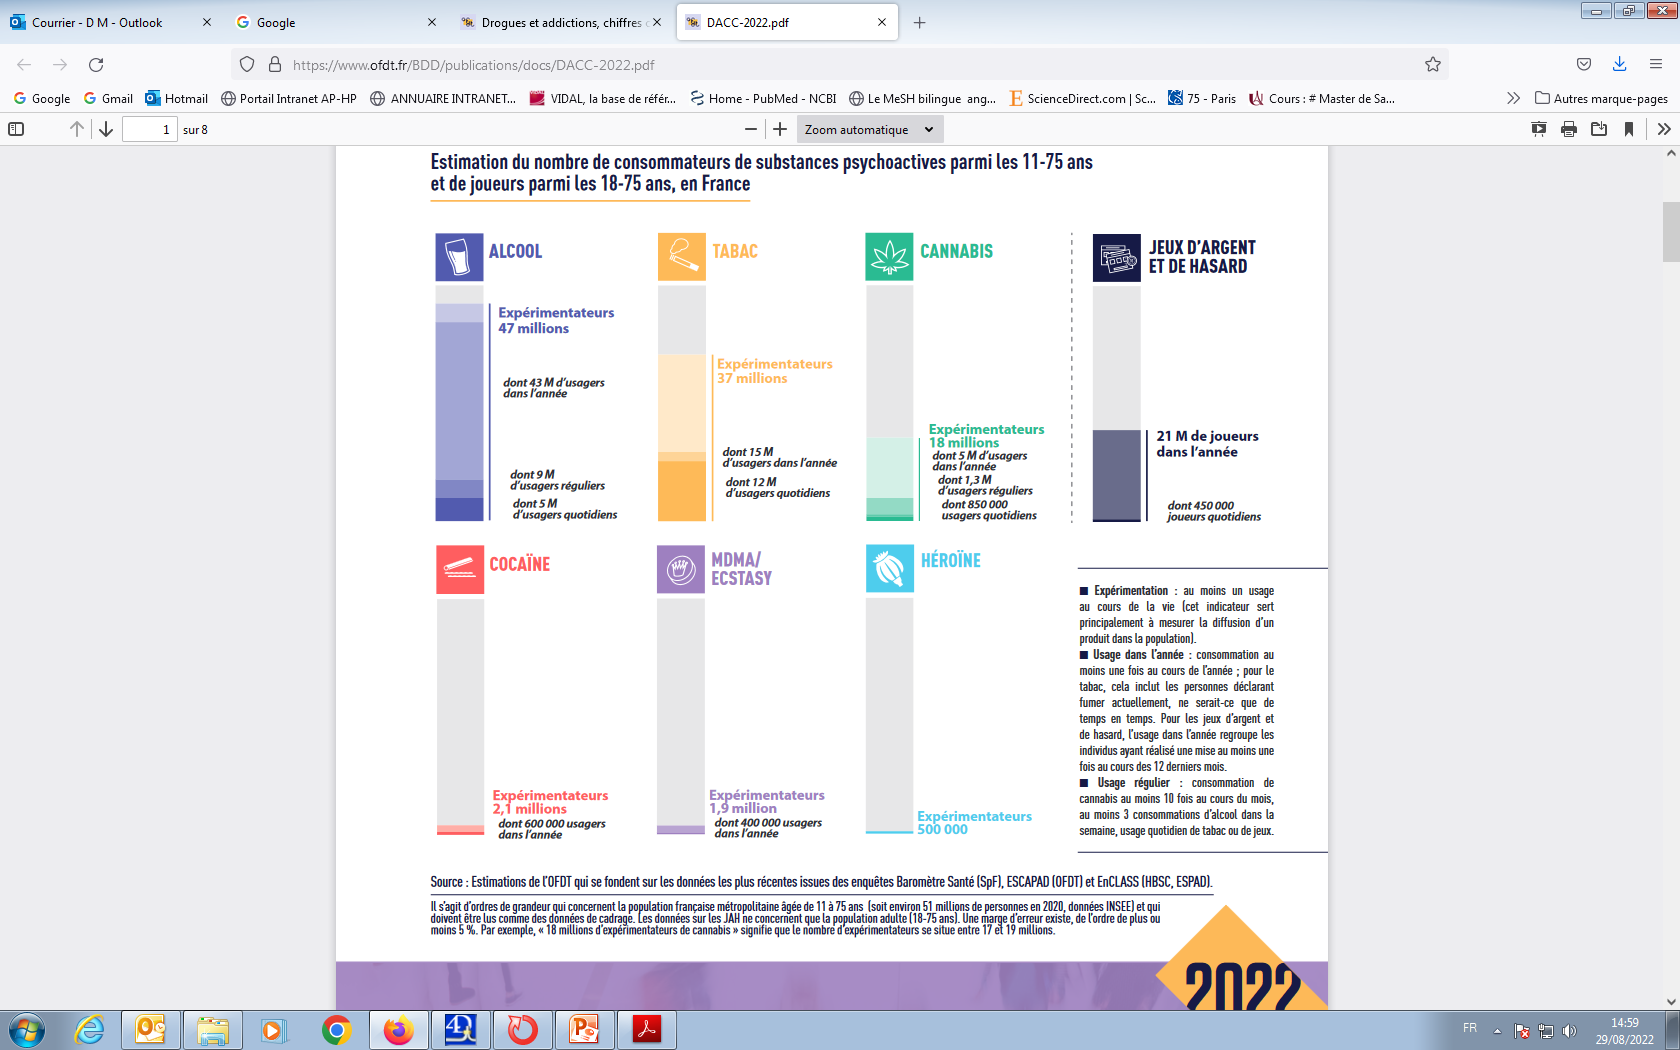 Courrier - D M - Outlook
Google
Drogues et addictions, chiffres
DACC-2022.pdf
https://www.ofdt.fr/BDD/publications/docs/DACC-2022.pdf
Google
Gmail
Hotmail
Portail Intranet AP-HP
ANNUAIRE INTRANET...
VIDAL, la base de référ...
Home - PubMed - NCBI
Le MeSH bilingue ang...
ScienceDirect.com | Sc...
75 - Paris
Cours : # Master de Sa...
Autres marque-pages
1 sur 8
Zoom automatique
Estimation du nombre de consommateurs de substances psychoactives parmi les 11-75 ans
et de joueurs parmi les 18-75 ans, en France
ALCOOL
Expérimentateurs
47 millions
dont 43 M d'usagers
dans l'année
dont 9 M
d'usagers réguliers
dont 5 M
d'usagers quotidiens
TABAC
Expérimentateurs
37 millions
dont 15 M
d'usagers dans l'année
dont 12 M
d'usagers quotidiens
CANNABIS
Expérimentateurs
18 millions
dont 5 M d'usagers
dans l'année
dont 1,3 M
d'usagers réguliers
dont 850 000
usagers quotidiens
JEUX D'ARGENT
ET DE HASARD
21 M de joueurs
dans l'année
dont 450 000
joueurs quotidiens
COCAÏNE
Expérimentateurs
2,1 millions
dont 600 000 usagers
dans l'année
MDMA/
ECSTASY
Expérimentateurs
1,9 million
dont 400 000 usagers
dans l'année
HÉROÏNE
Expérimentateurs
500 000
■ Expérimentation : au moins un usage
au cours de la vie (cet indicateur sert
principalement à mesurer la diffusion d'un
produit dans la population).
■ Usage dans l'année : consommation au
moins une fois au cours de l'année ; pour le
tabac, cela inclut les personnes déclarant
fumer actuellement, ne serait-ce que de
temps en temps. Pour les jeux d'argent et
de hasard, l'usage dans l'année regroupe les
individus ayant réalisé une mise au moins une
fois au cours des 12 derniers mois.
■ Usage régulier : consommation de
cannabis au moins 10 fois au cours du mois,
au moins 3 consommations d'alcool dans la
semaine, usage quotidien de tabac ou de jeux.
Source : Estimations de l'OFDT qui se fondent sur les données les plus récentes issues des enquêtes Baromètre Santé (SpF), ESCAPAD (OFDT) et EnCLASS (HBSC, ESPAD).
Il s'agit d'ordres de grandeur qui concernent la population française métropolitaine âgée de 11 à 75 ans (soit environ 51 millions de personnes en 2020, données INSEE) et qui
doivent être lus comme des données de cadrage. Les données sur les JAH ne concernent que la population adulte (18-75 ans). Une marge d'erreur existe, de l'ordre de plus ou
moins 5 %. Par exemple, « 18 millions d'expérimentateurs de cannabis » signifie que le nombre d'expérimentateurs se situe entre 17 et 19 millions.
2022
FR
14:59
29/08/2022